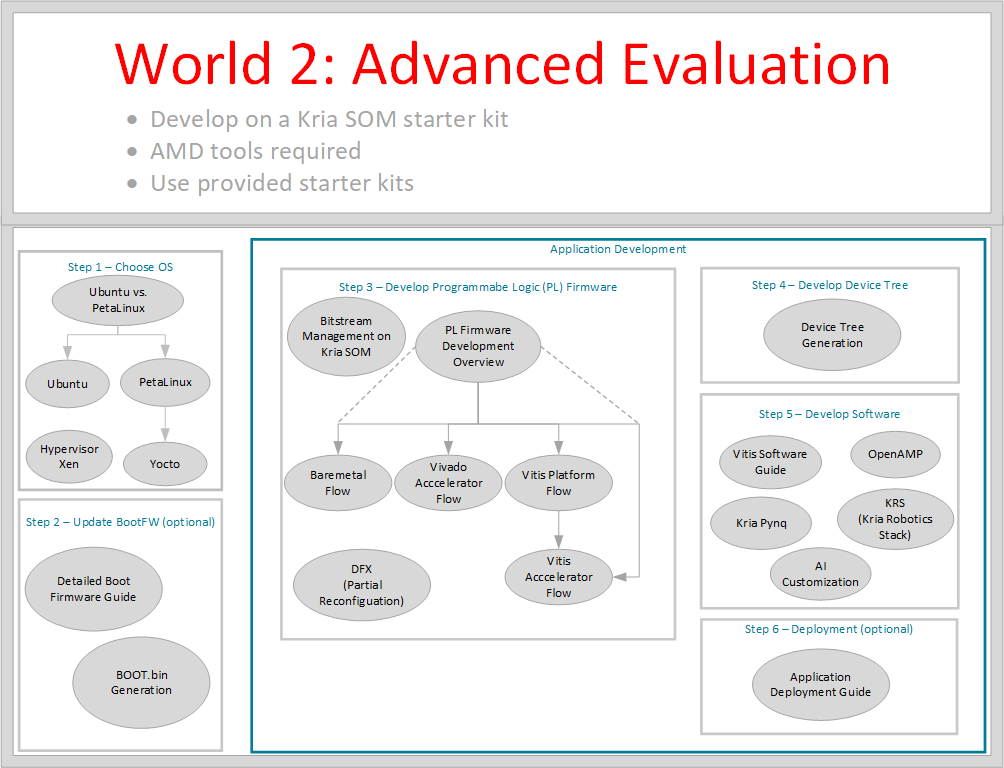 World 2: Advanced Evaluation
• Develop on a Kria SOM starter kit
• AMD tools required
• Use provided starter kits
Step 1 – Choose OS
Ubuntu vs.
PetaLinux
Ubuntu
PetaLinux
Hypervisor
Xen
Yocto
Step 2 – Update BootFW (optional)
Detailed Boot
Firmware Guide
BOOT.bin
Generation
Application Development
Step 3 – Develop Programmabe Logic (PL) Firmware
Bitstream
Management on
Kria SOM
PL Firmware
Development
Overview
Baremetal
Flow
Vivado
Acccelerator
Flow
Vitis Platform
Flow
DFX
(Partial
Reconfiguation)
Vitis
Acccelerator
Flow
Step 4 – Develop Device Tree
Device Tree
Generation
Step 5 – Develop Software
Vitis Software
Guide
OpenAMP
Kria Pynq
KRS
(Kria Robotics
Stack)
AI
Customization
Step 6 – Deployment (optional)
Application
Deployment Guide